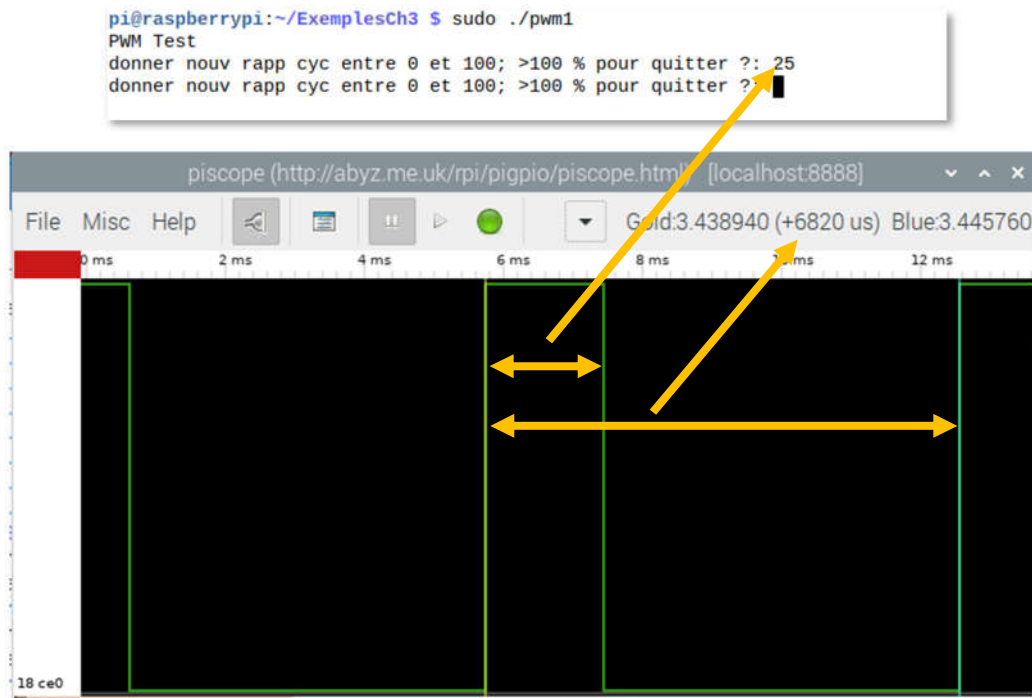 pi@raspberrypi:~/ExemplesCh3 $ sudo ./pwm1
PWM Test
donner nouv rapp cyc entre 0 et 100; >100 % pour quitter ?: 25
donner nouv rapp cyc entre 0 et 100; >100 % pour quitter ?:
piscope (http://abyz.me.uk/rpi/pigpio/piscope.html) [localhost:8888]
File Misc Help Gold:3.438940 (+6820 us) Blue:3.445760
0 ms 2 ms 4 ms 6 ms 8 ms 10 ms 12 ms
18 ce0